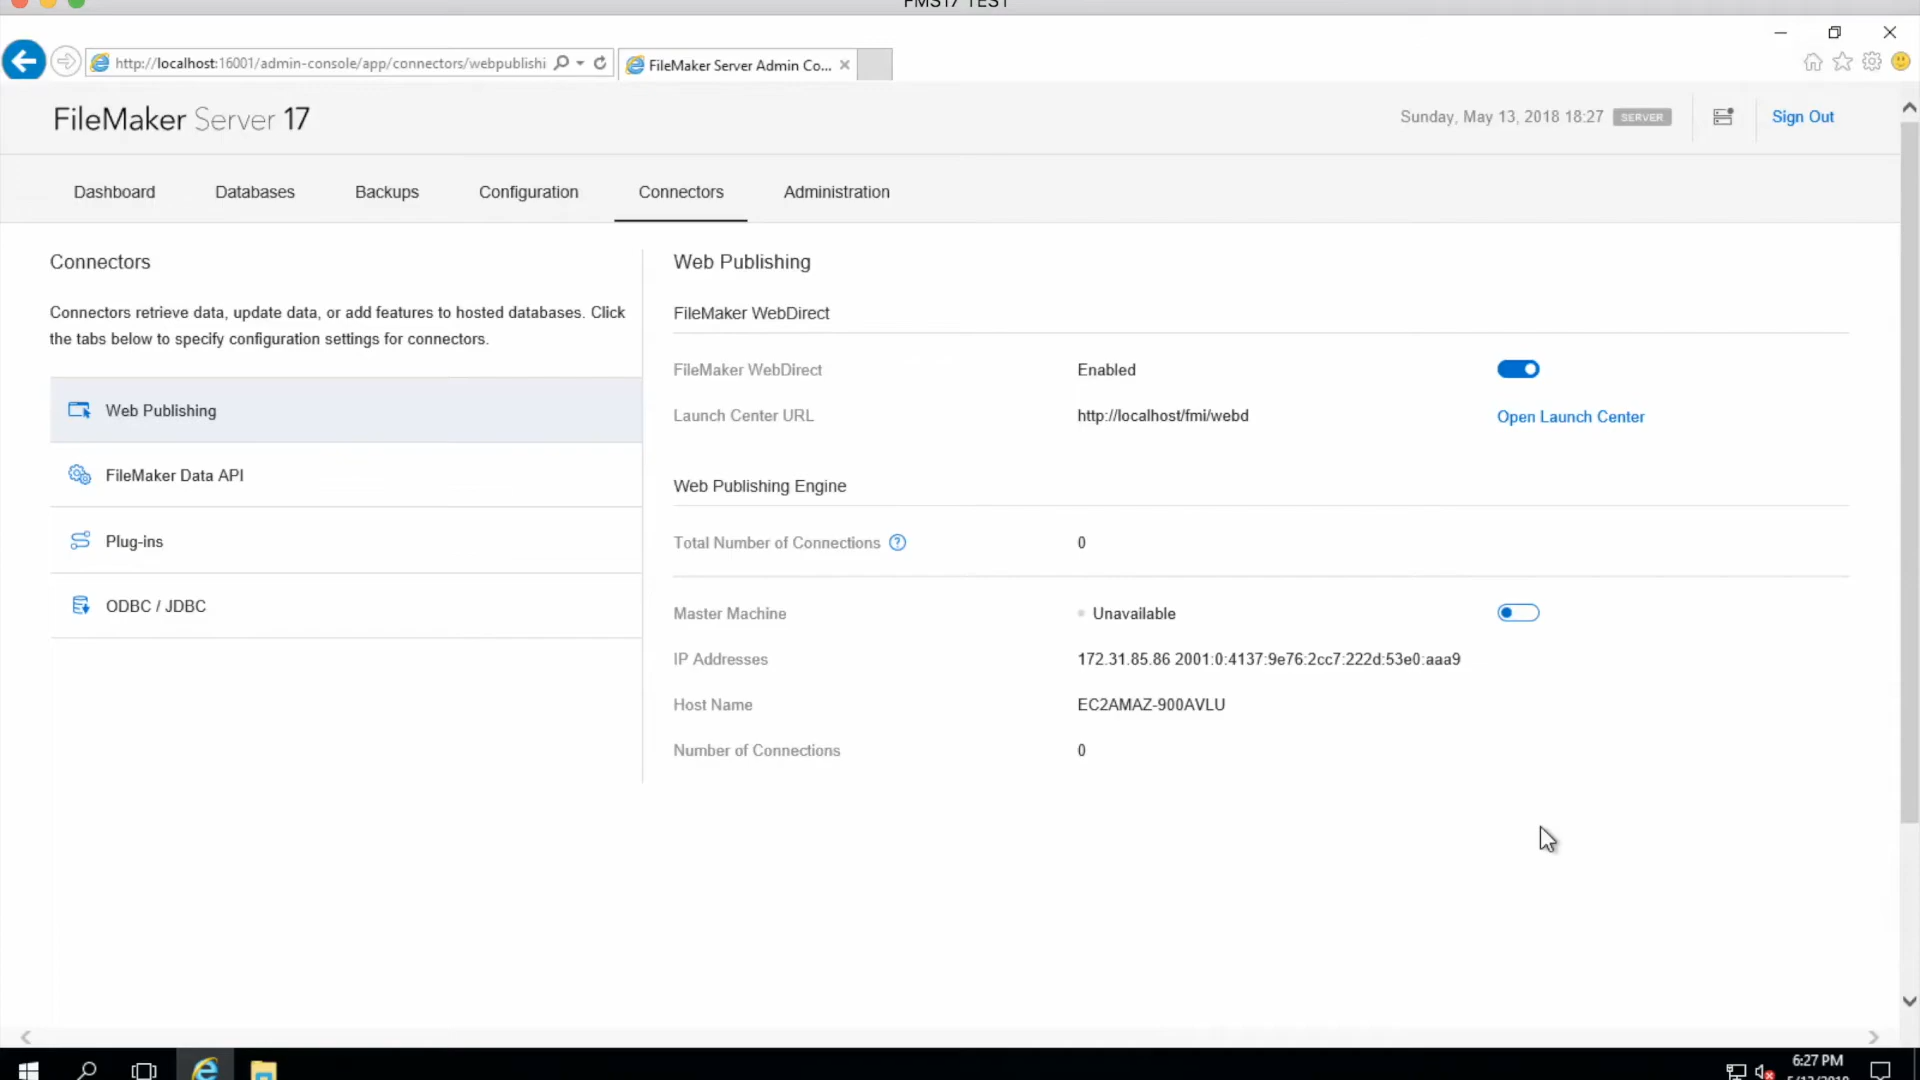 FMS17 TEST
http://localhost:16001/admin-console/app/connectors/webpublishi
FileMaker Server Admin Co...
FileMaker Server 17
Sunday, May 13, 2018 18:27 SERVER Sign Out
Dashboard Databases Backups Configuration Connectors Administration
Connectors
Connectors retrieve data, update data, or add features to hosted databases. Click
the tabs below to specify configuration settings for connectors.
Web Publishing
FileMaker Data API
Plug-ins
ODBC / JDBC
Web Publishing
FileMaker WebDirect
FileMaker WebDirect Enabled
Launch Center URL http://localhost/fmi/webd Open Launch Center
Web Publishing Engine
Total Number of Connections ? 0
Master Machine Unavailable
IP Addresses 172.31.85.86 2001:0:4137:9e76:2cc7:222d:53e0:aaa9
Host Name EC2AMAZ-900AVLU
Number of Connections 0
6:27 PM
5/13/2018